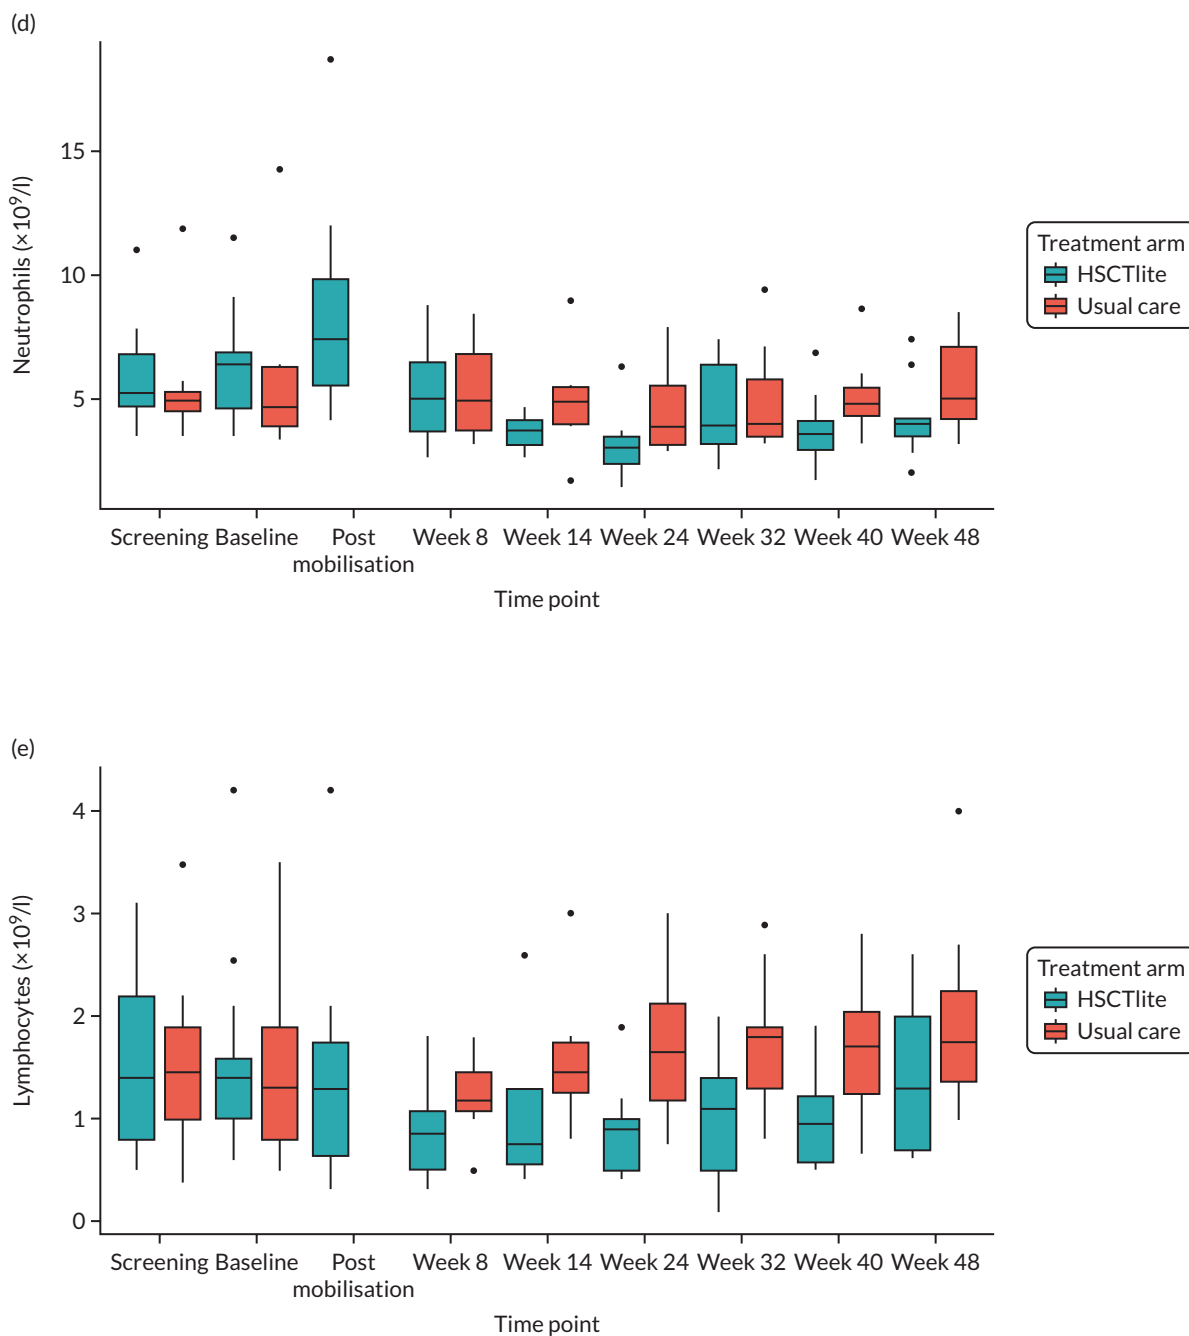 (d)
15
10
5
Neutrophils (×10⁹/l)
Screening Baseline Post mobilisation Week 8 Week 14 Week 24 Week 32 Week 40 Week 48
Time point
Treatment arm
HSCTlite
Usual care
(e)
4
3
2
1
0
Lymphocytes (×10⁹/l)
Screening Baseline Post mobilisation Week 8 Week 14 Week 24 Week 32 Week 40 Week 48
Time point
Treatment arm
HSCTlite
Usual care